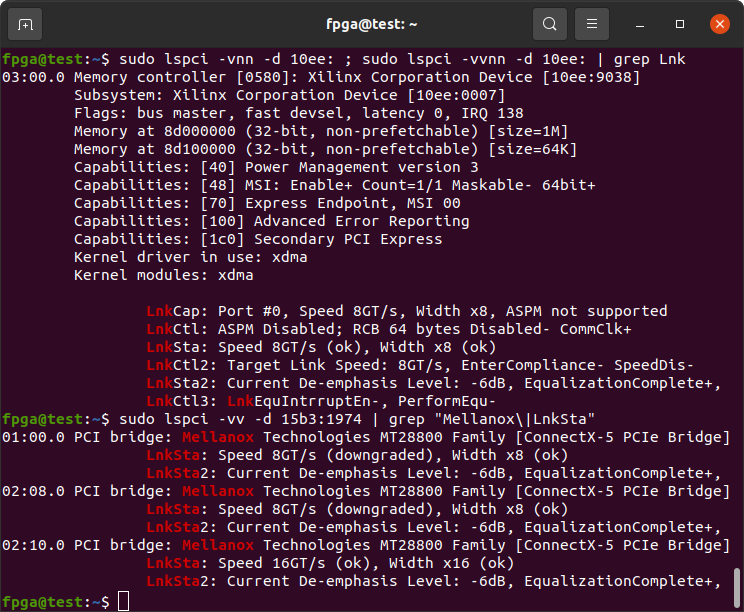 fpga@test: ~
fpga@test:~$ sudo lspci -vnn -d 10ee: ; sudo lspci -vvnn -d 10ee: | grep Lnk
03:00.0 Memory controller [0580]: Xilinx Corporation Device [10ee:9038]
Subsystem: Xilinx Corporation Device [10ee:0007]
Flags: bus master, fast devsel, latency 0, IRQ 138
Memory at 8d000000 (32-bit, non-prefetchable) [size=1M]
Memory at 8d100000 (32-bit, non-prefetchable) [size=64K]
Capabilities: [40] Power Management version 3
Capabilities: [48] MSI: Enable+ Count=1/1 Maskable- 64bit+
Capabilities: [70] Express Endpoint, MSI 00
Capabilities: [100] Advanced Error Reporting
Capabilities: [1c0] Secondary PCI Express
Kernel driver in use: xdma
Kernel modules: xdma
LnkCap: Port #0, Speed 8GT/s, Width x8, ASPM not supported
LnkCtl: ASPM Disabled; RCB 64 bytes Disabled- CommClk+
LnkSta: Speed 8GT/s (ok), Width x8 (ok)
LnkCtl2: Target Link Speed: 8GT/s, EnterCompliance- SpeedDis-
LnkSta2: Current De-emphasis Level: -6dB, EqualizationComplete+,
LnkCtl3: LnkEquIntrruptEn-, PerformEqu-
fpga@test:~$ sudo lspci -vv -d 15b3:1974 | grep "Mellanox\|LnkSta"
01:00.0 PCI bridge: Mellanox Technologies MT28800 Family [ConnectX-5 PCIe Bridge]
LnkSta: Speed 8GT/s (downgraded), Width x8 (ok)
LnkSta2: Current De-emphasis Level: -6dB, EqualizationComplete+,
02:08.0 PCI bridge: Mellanox Technologies MT28800 Family [ConnectX-5 PCIe Bridge]
LnkSta: Speed 8GT/s (downgraded), Width x8 (ok)
LnkSta2: Current De-emphasis Level: -6dB, EqualizationComplete+,
02:10.0 PCI bridge: Mellanox Technologies MT28800 Family [ConnectX-5 PCIe Bridge]
LnkSta: Speed 16GT/s (ok), Width x16 (ok)
LnkSta2: Current De-emphasis Level: -6dB, EqualizationComplete+,
fpga@test:~$